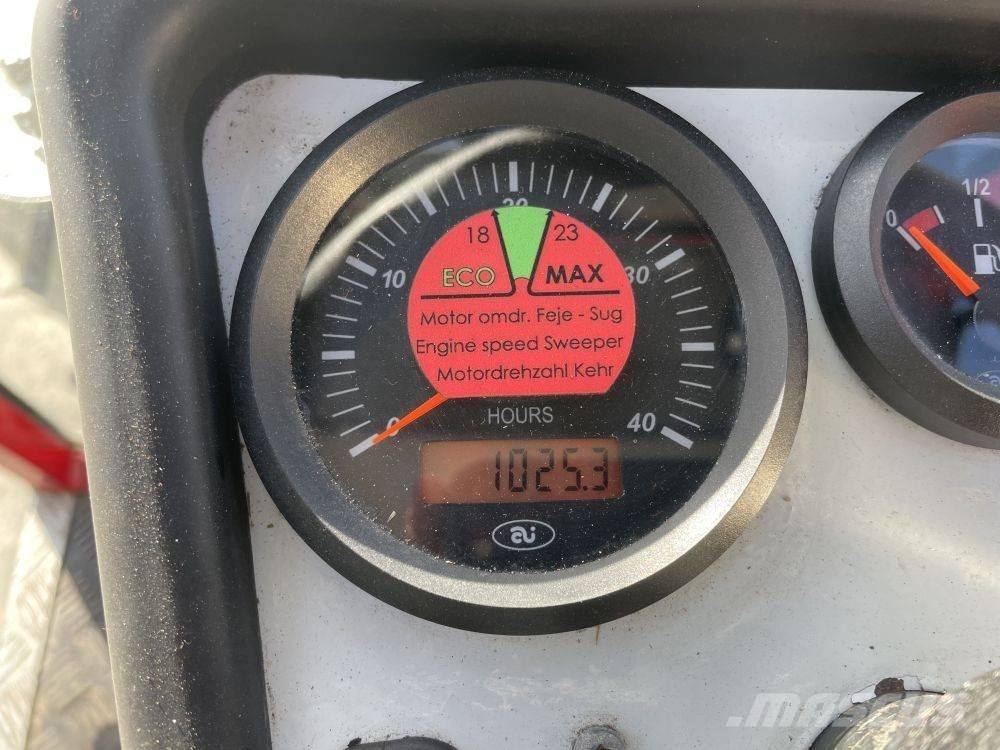 20
18 23
10 ECO MAX 30
Motor omdr. Feje - Sug
Engine speed Sweeper
Motordrehzahl Kehr
0 HOURS 40
1025.3
0 1/2
MASCUS